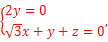 2y = 0
√3x + y + z = 0'